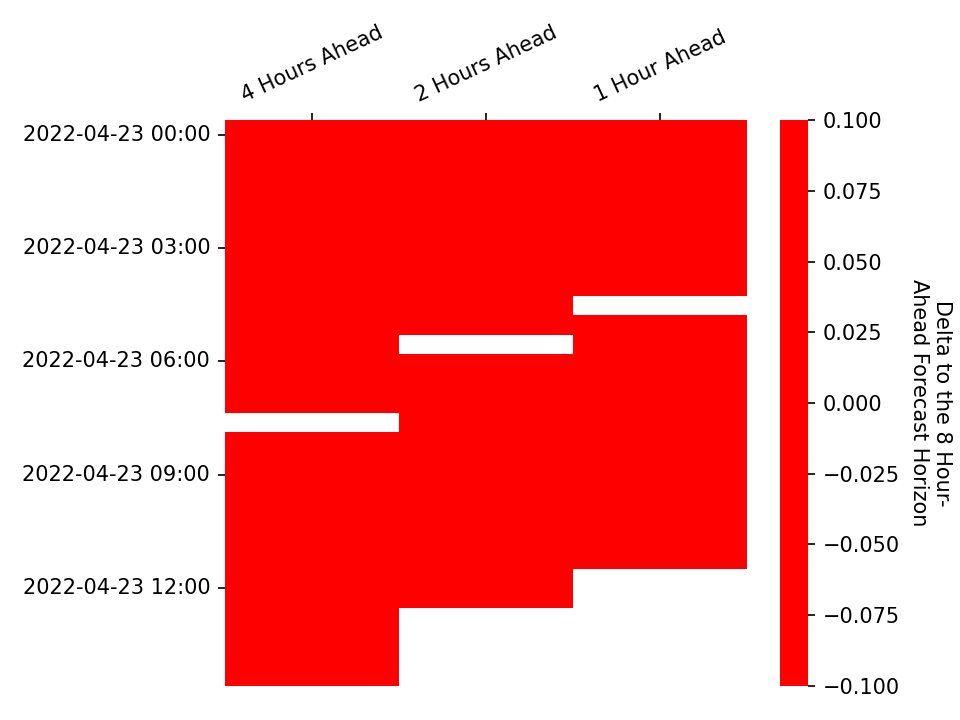 4 Hours Ahead
2 Hours Ahead
1 Hour Ahead
2022-04-23 00:00
2022-04-23 03:00
2022-04-23 06:00
2022-04-23 09:00
2022-04-23 12:00
0.100
0.075
0.050
0.025
0.000
−0.025
−0.050
−0.075
−0.100
Delta to the 8 Hour-
Ahead Forecast Horizon